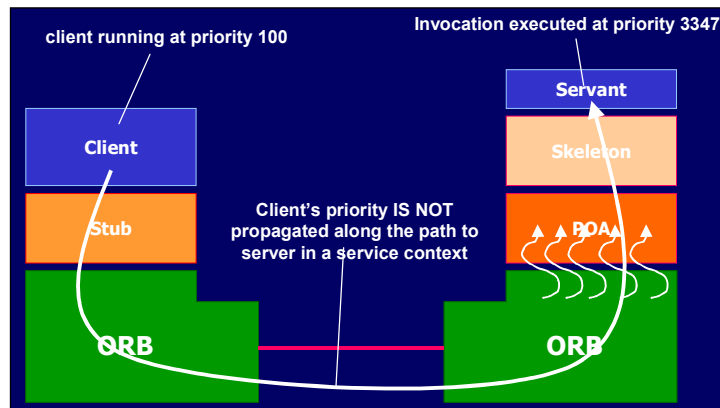 client running at priority 100
Invocation executed at priority 3347
Servant
Client
Skeleton
Client’s priority IS NOT
propagated along the path to
server in a service context
Stub
POA
ORB
ORB